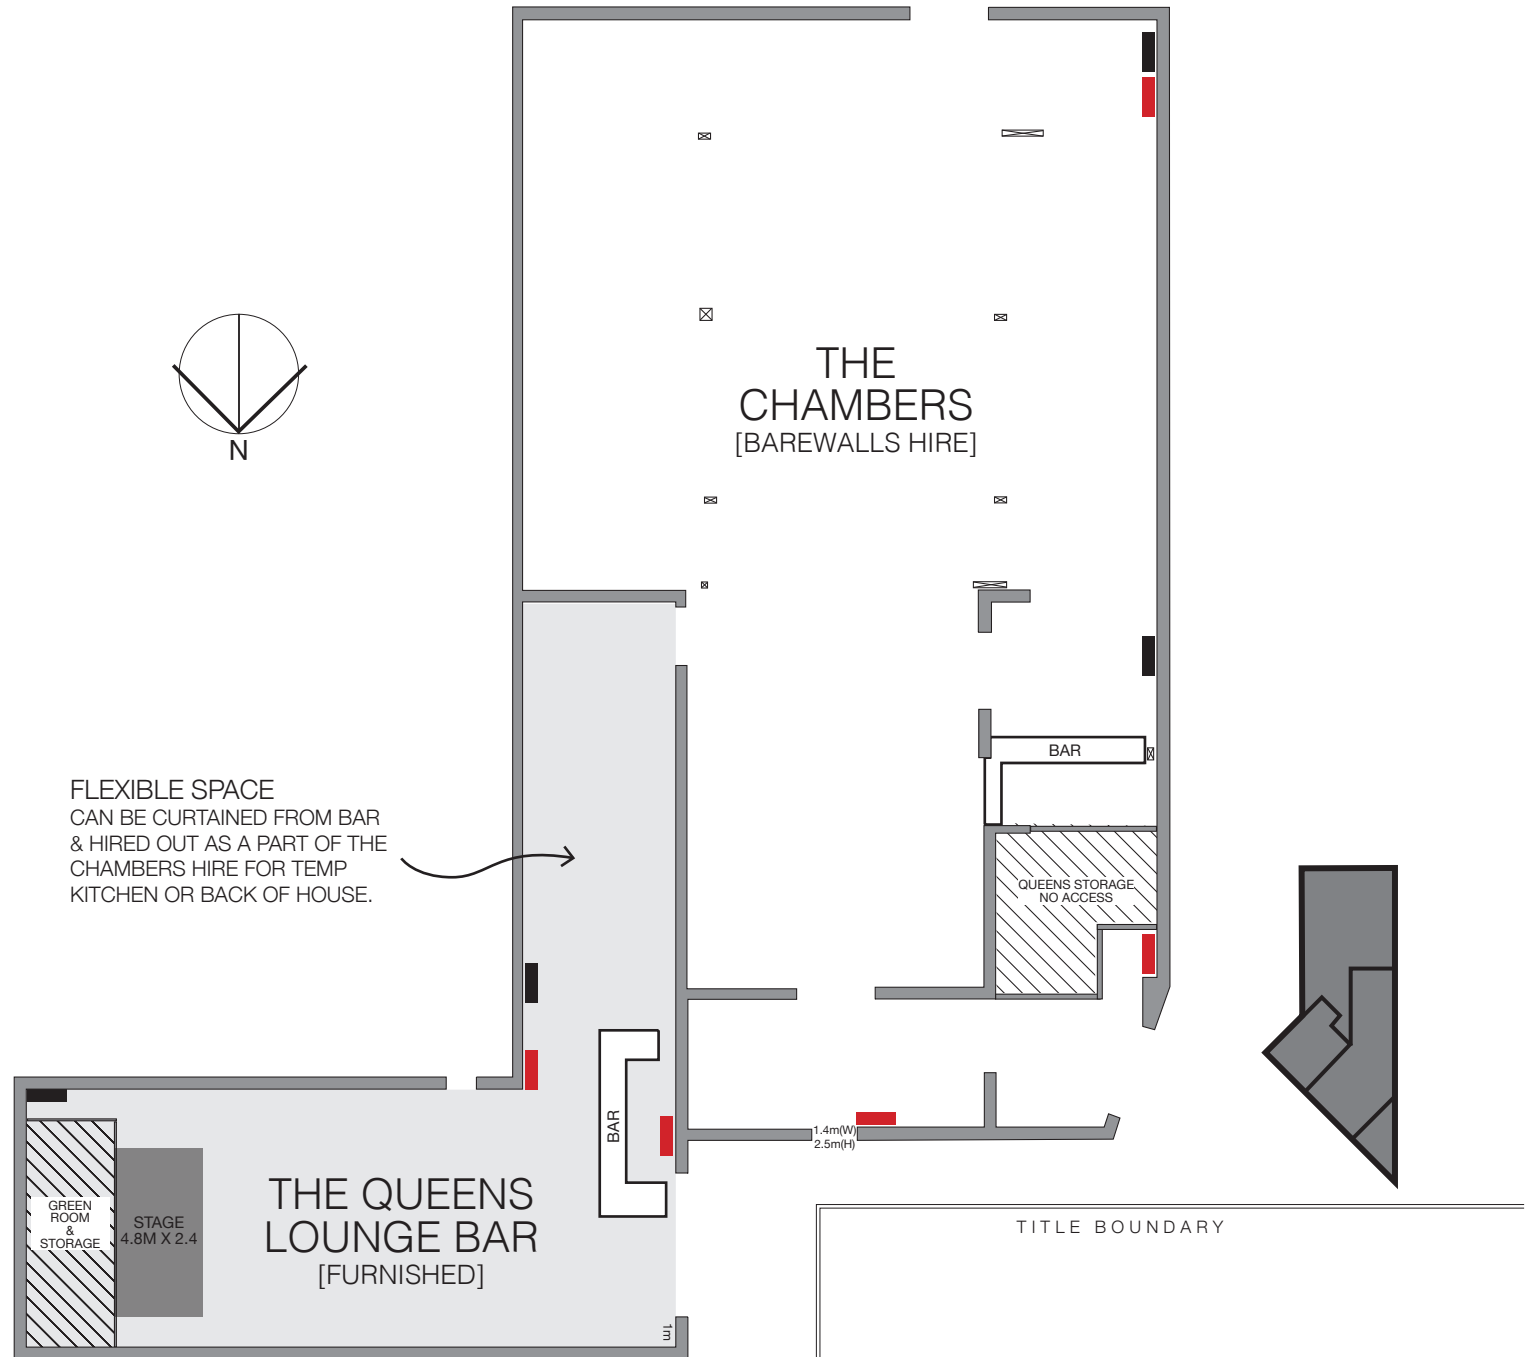 THE
CHAMBERS
[BAREWALLS HIRE]
N
BAR
FLEXIBLE SPACE
CAN BE CURTAINED FROM BAR
& HIRED OUT AS A PART OF THE
CHAMBERS HIRE FOR TEMP
KITCHEN OR BACK OF HOUSE.
QUEENS STORAGE
NO ACCESS
BAR
1.4m(W)
2.5m(H)
GREEN
ROOM
&
STORAGE
STAGE
4.8M X 2.4
THE QUEENS
LOUNGE BAR
[FURNISHED]
TITLE BOUNDARY
1m